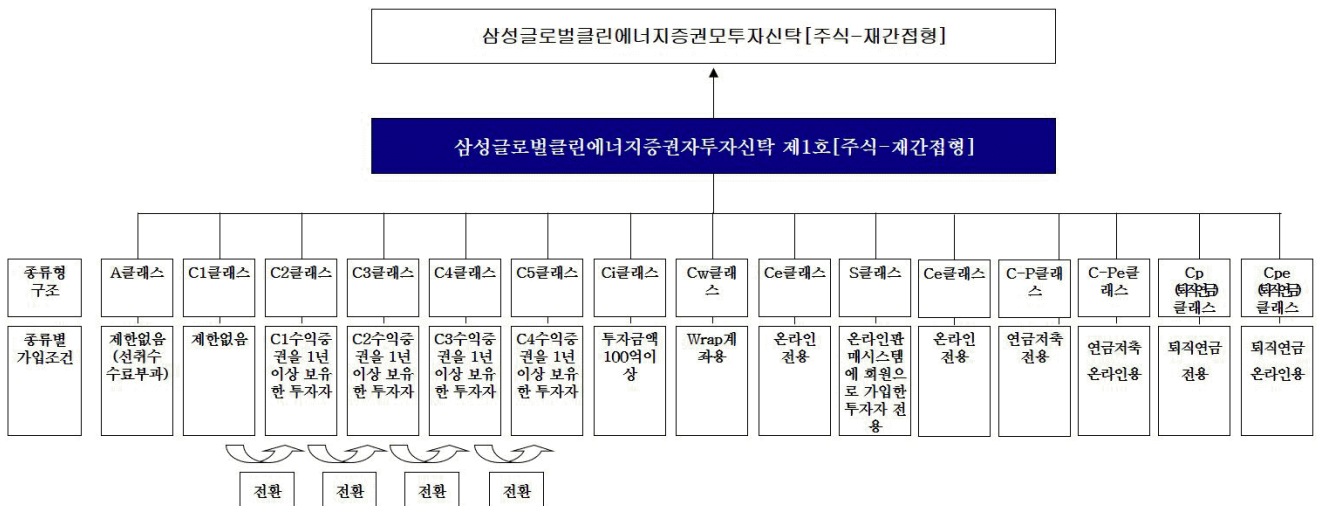 삼성글로벌클린에너지증권모투자신탁[주식-재간접형]
삼성글로벌클린에너지증권자투자신탁 제1호[주식-재간접형]
종류형
구조
A클래스
C1클래스
C2클래스
C3클래스
C4클래스
C5클래스
Ci클래스
Cw클래
스
Ce클래스
S클래스
Ce클래스
C-P클래
스
C-Pe클
래스
Cp
(퇴직연금)
클래스
Cpe
(퇴직연금)
클래스
종류별
가입조건
제한없음
(선취수
수료부과)
제한없음
C1수익증
권을 1년
이상 보유
한 투자자
C2수익증
권을 1년
이상 보유
한 투자자
C3수익증
권을 1년
이상 보유
한 투자자
C4수익증
권을 1년
이상 보유
한 투자자
투자금액
100억이
상
Wrap계
좌용
온라인
전용
온라인판
매시스템
에 회원으
로 가입한
투자자 전
용
온라인
전용
연금저축
전용
연금저축
온라인용
퇴직연금
전용
퇴직연금
온라인용
전환
전환
전환
전환